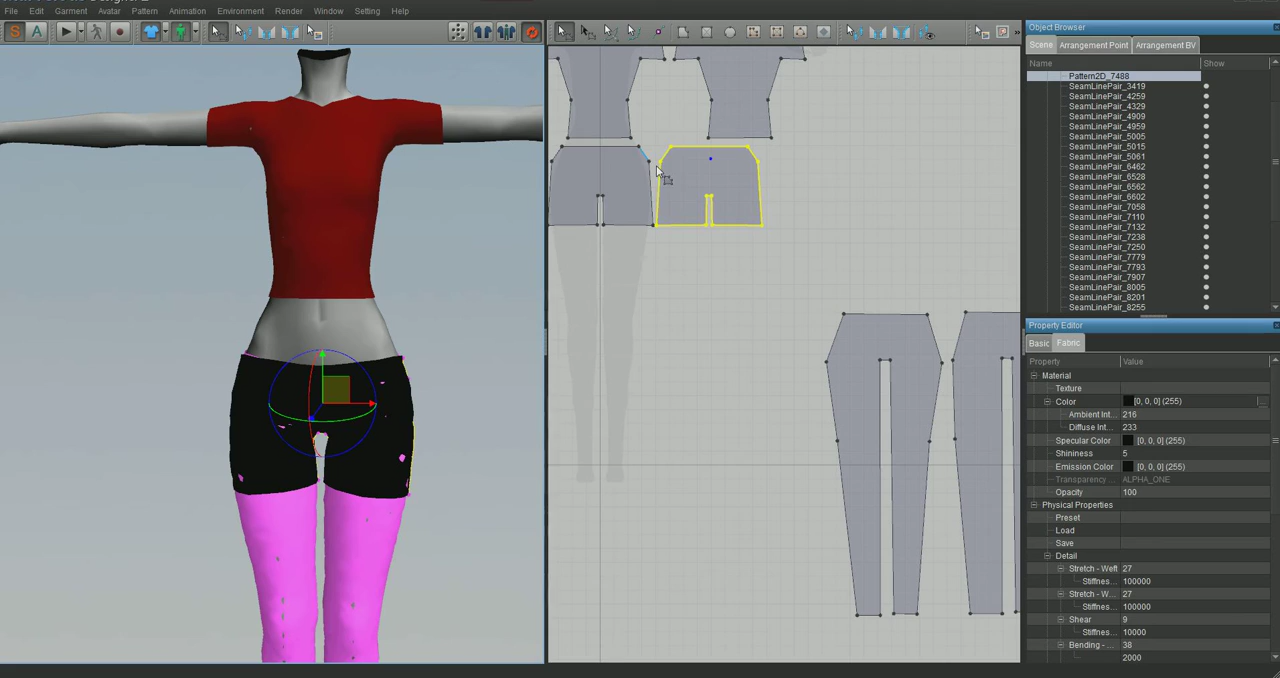 File Edit Garment Avatar Pattern Animation Environment Render Window Setting Help
S A
Object Browser
Scene Arrangement Point Arrangement BV
Name Show
Pattern2D_7488
SeamLinePair_3419
SeamLinePair_4259
SeamLinePair_4329
SeamLinePair_4909
SeamLinePair_4959
SeamLinePair_5005
SeamLinePair_5015
SeamLinePair_5061
SeamLinePair_6462
SeamLinePair_6528
SeamLinePair_6562
SeamLinePair_6602
SeamLinePair_7058
SeamLinePair_7110
SeamLinePair_7132
SeamLinePair_7238
SeamLinePair_7250
SeamLinePair_7779
SeamLinePair_7793
SeamLinePair_7907
SeamLinePair_8005
SeamLinePair_8201
SeamLinePair_8255
Property Editor
Basic Fabric
Property Value
Material
Texture
Color [0, 0, 0] (255) ...
Ambient Int... 216
Diffuse Int... 233
Specular Color [0, 0, 0] (255)
Shininess 5
Emission Color [0, 0, 0] (255)
Transparency ... ALPHA_ONE
Opacity 100
Physical Properties
Preset
Load
Save
Detail
Stretch - Weft 27
Stiffnes... 100000
Stretch - W... 27
Stiffnes... 100000
Shear 9
Stiffnes... 10000
Bending - ... 38
2000